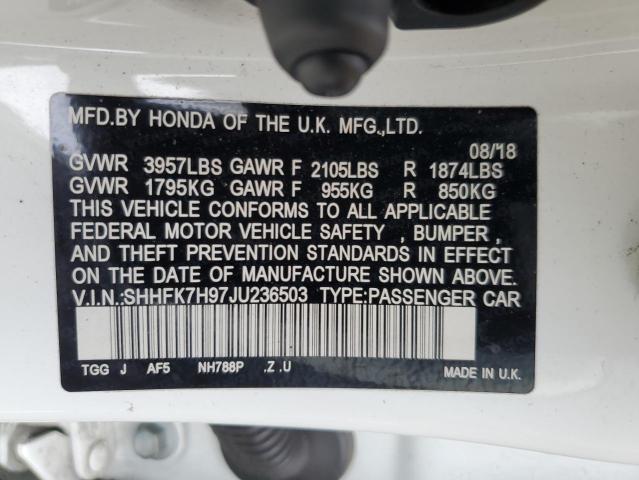 MFD.BY HONDA OF THE U.K. MFG.,LTD.
08/18
GVWR 3957LBS GAWR F 2105LBS R 1874LBS
GVWR 1795KG GAWR F 955KG R 850KG
THIS VEHICLE CONFORMS TO ALL APPLICABLE
FEDERAL MOTOR VEHICLE SAFETY , BUMPER ,
AND THEFT PREVENTION STANDARDS IN EFFECT
ON THE DATE OF MANUFACTURE SHOWN ABOVE.
V.I.N.:SHHFK7H97JU236503 TYPE:PASSENGER CAR
TGG J AF5 NH788P .Z .U MADE IN U.K.